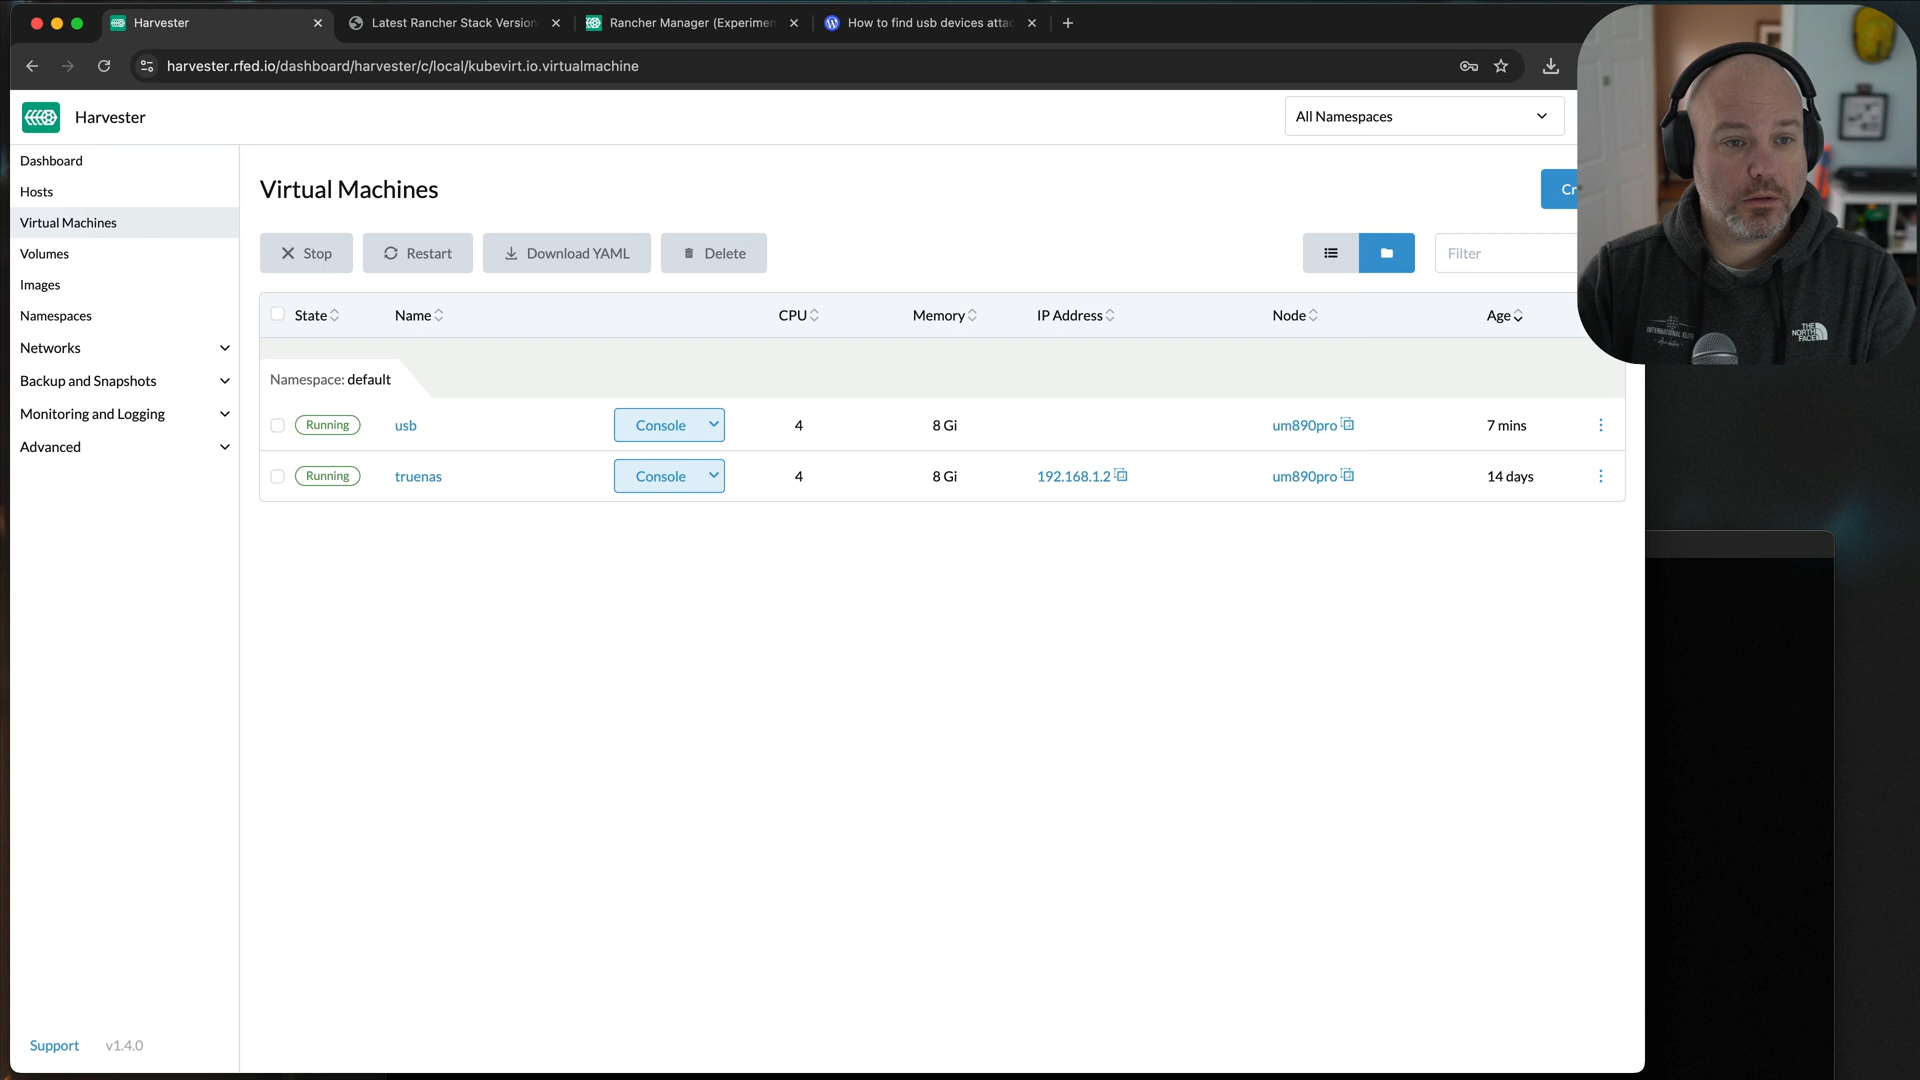 Harvester
Latest Rancher Stack Version
Rancher Manager (Experimen
How to find usb devices attac
harvester.rfed.io/dashboard/harvester/c/local/kubevirt.io.virtualmachine
Harvester
All Namespaces
Dashboard
Hosts
Virtual Machines
Volumes
Images
Namespaces
Networks
Backup and Snapshots
Monitoring and Logging
Advanced
Virtual Machines
Cr
Stop
Restart
Download YAML
Delete
Filter
State
Name
CPU
Memory
IP Address
Node
Age
Namespace: default
Running usb Console 4 8 Gi um890pro 7 mins
Running truenas Console 4 8 Gi 192.168.1.2 um890pro 14 days
Support v1.4.0
THE
NORTH
FACE